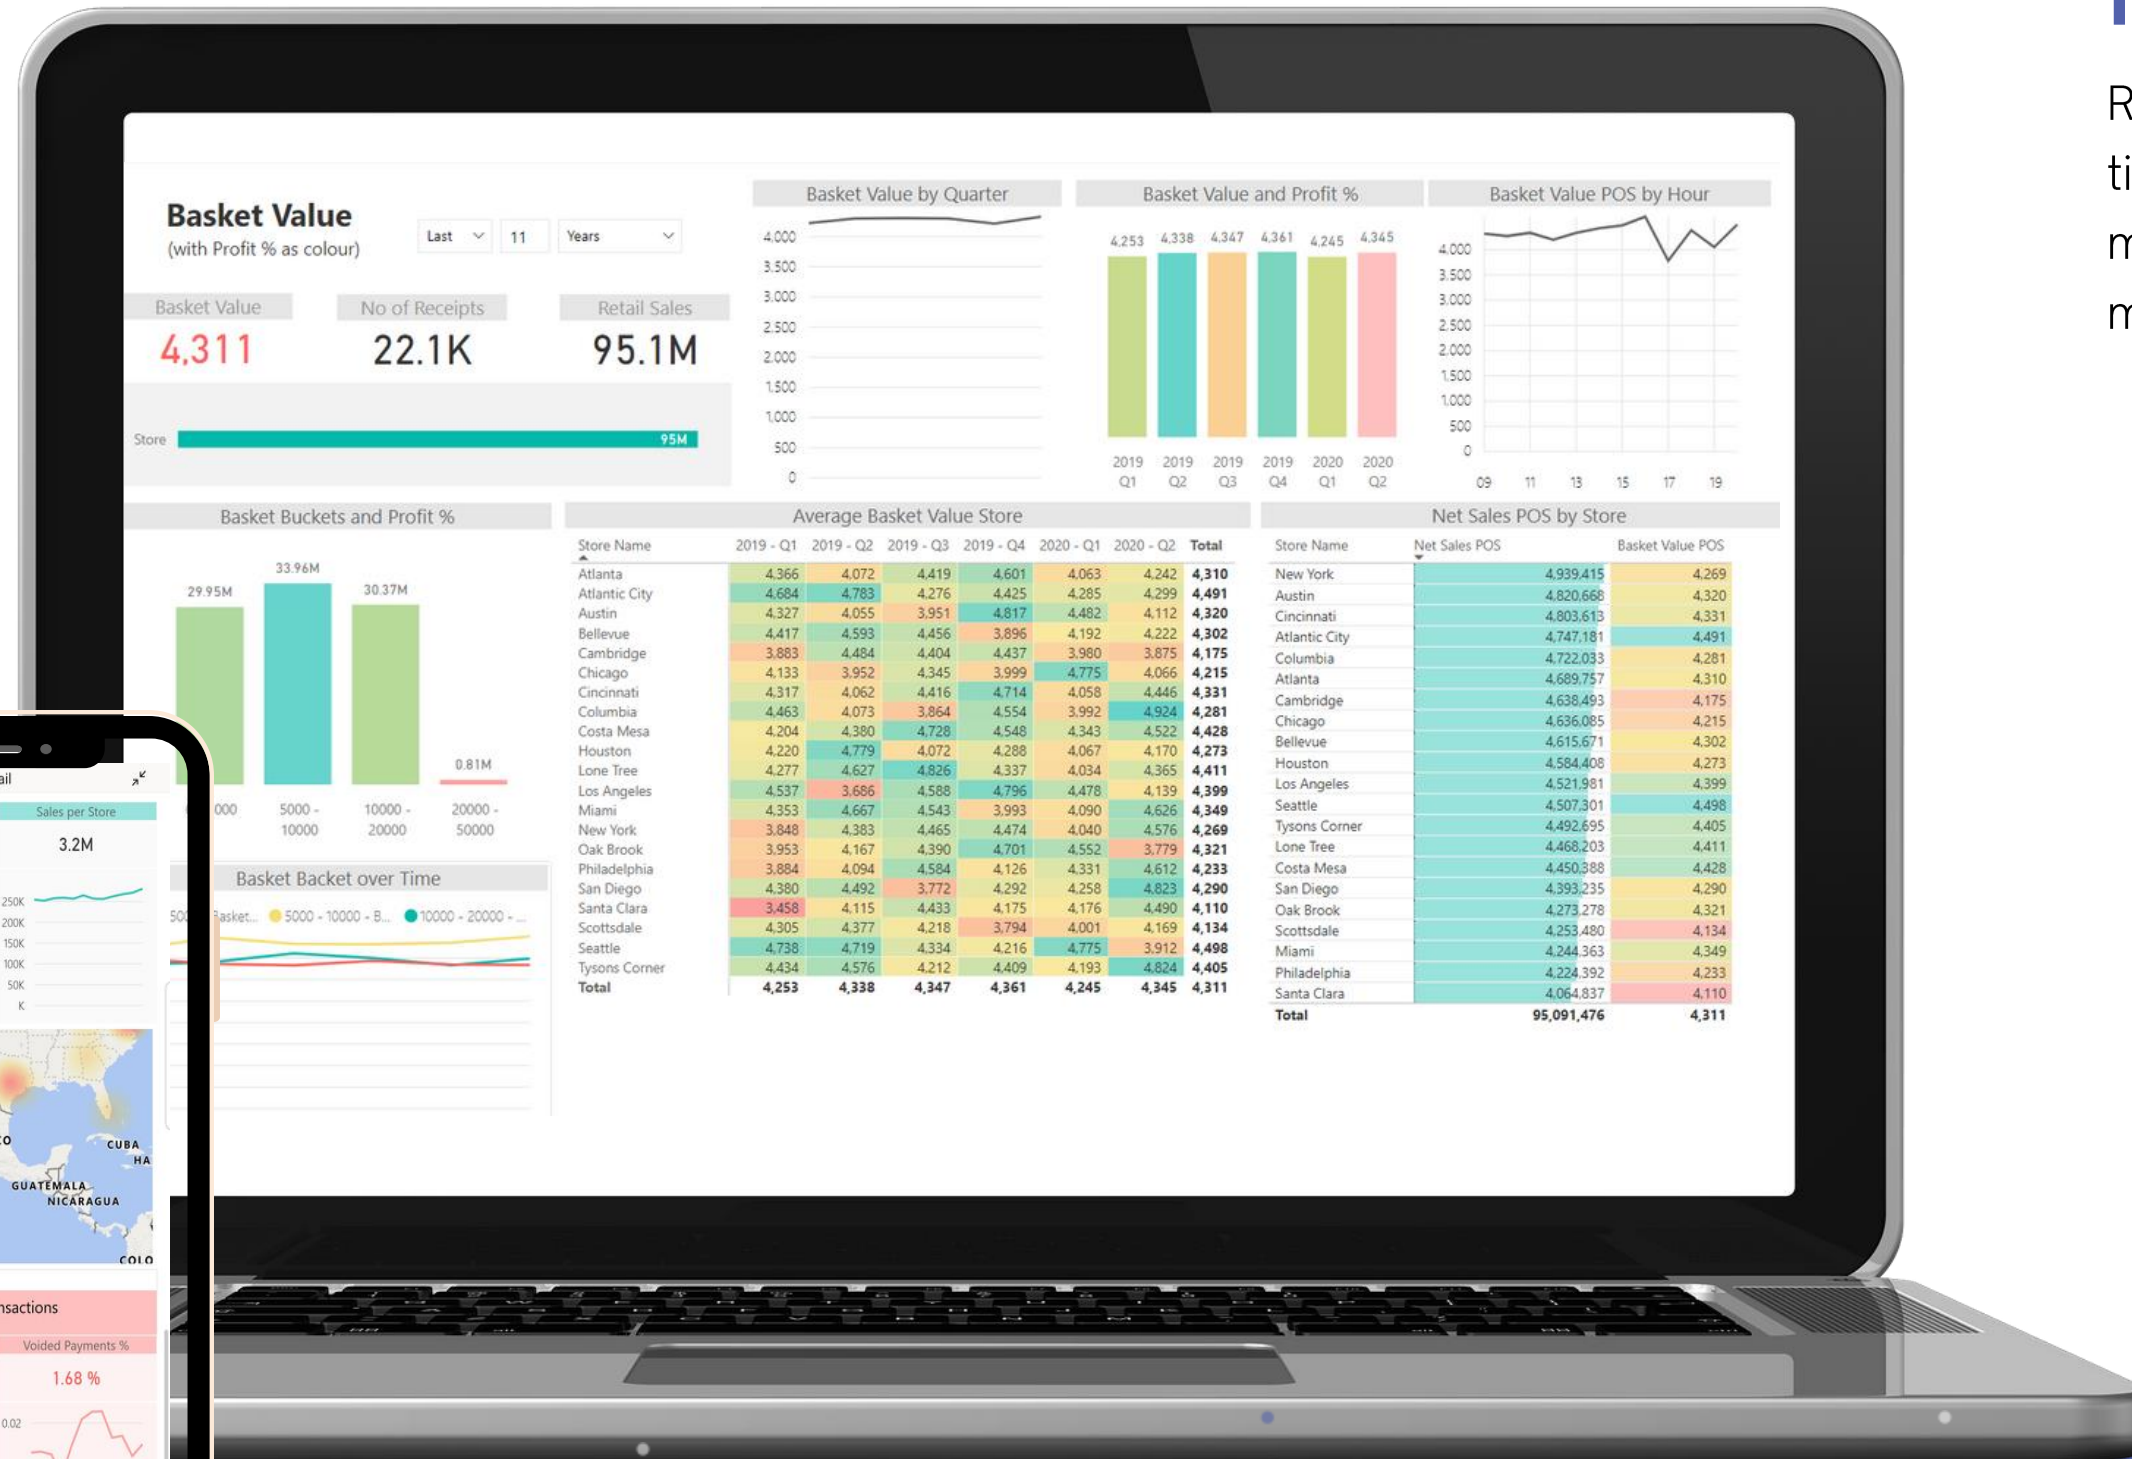 R
ti
m
m
Basket Value
(with Profit % as colour)
Last 11 Years
Basket Value No of Receipts Retail Sales
4,311 22.1K 95.1M
Store 95M
Basket Value by Quarter
4.000
3.500
3.000
2.500
2.000
1.500
1.000
500
0
Basket Value and Profit %
4,253 4,338 4,347 4,361 4,245 4,345
2019 2019 2019 2019 2020 2020
Q1 Q2 Q3 Q4 Q1 Q2
Basket Value POS by Hour
4.000
3.500
3.000
2.500
2.000
1.500
1.000
500
0
09 11 13 15 17 19
Basket Buckets and Profit %
29.95M 33.96M 30.37M 0.81M
000 5000 - 10000 - 20000 -
10000 20000 50000
Basket Backet over Time
500 Basket... 5000 - 10000 - B... 10000 - 20000 - ...
Average Basket Value Store
Store Name 2019 - Q1 2019 - Q2 2019 - Q3 2019 - Q4 2020 - Q1 2020 - Q2 Total
Atlanta 4,366 4,072 4,419 4,601 4,063 4,242 4,310
Atlantic City 4,684 4,783 4,276 4,425 4,285 4,299 4,491
Austin 4,327 4,055 3,951 4,817 4,482 4,112 4,320
Bellevue 4,417 4,593 4,456 3,896 4,192 4,222 4,302
Cambridge 3,883 4,484 4,404 4,437 3,980 3,875 4,175
Chicago 4,133 3,952 4,345 3,999 4,775 4,066 4,215
Cincinnati 4,317 4,062 4,416 4,714 4,058 4,446 4,331
Columbia 4,463 4,073 3,864 4,554 3,992 4,924 4,281
Costa Mesa 4,204 4,380 4,728 4,548 4,343 4,522 4,428
Houston 4,220 4,779 4,072 4,288 4,067 4,170 4,273
Lone Tree 4,277 4,627 4,826 4,337 4,034 4,365 4,411
Los Angeles 4,537 3,686 4,588 4,796 4,478 4,139 4,399
Miami 4,353 4,667 4,543 3,993 4,090 4,626 4,349
New York 3,848 4,383 4,465 4,474 4,040 4,576 4,269
Oak Brook 3,953 4,167 4,390 4,701 4,552 3,779 4,321
Philadelphia 3,884 4,094 4,584 4,126 4,331 4,612 4,233
San Diego 4,380 4,492 3,772 4,292 4,258 4,823 4,290
Santa Clara 3,458 4,115 4,433 4,175 4,176 4,490 4,110
Scottsdale 4,305 4,377 4,218 3,794 4,001 4,169 4,134
Seattle 4,738 4,719 4,334 4,216 4,775 3,912 4,498
Tysons Corner 4,434 4,576 4,212 4,409 4,193 4,824 4,405
Total 4,253 4,338 4,347 4,361 4,245 4,345 4,311
Net Sales POS by Store
Store Name Net Sales POS Basket Value POS
New York 4,939,415 4,269
Austin 4,820,668 4,320
Cincinnati 4,803,613 4,331
Atlantic City 4,747,181 4,491
Columbia 4,722,033 4,281
Atlanta 4,689,757 4,310
Cambridge 4,638,493 4,175
Chicago 4,636,085 4,215
Bellevue 4,615,671 4,302
Houston 4,584,408 4,273
Los Angeles 4,521,981 4,399
Seattle 4,507,301 4,498
Tysons Corner 4,492,695 4,405
Lone Tree 4,468,203 4,411
Costa Mesa 4,450,388 4,428
San Diego 4,393,235 4,290
Oak Brook 4,273,278 4,321
Scottsdale 4,253,480 4,134
Miami 4,244,363 4,349
Philadelphia 4,224,392 4,233
Santa Clara 4,064,837 4,110
Total 95,091,476 4,311
ail
Sales per Store
3.2M
250K
200K
150K
100K
50K
K
CO
CUBA
HA
GUATEMALA
NICARAGUA
COLO
nsactions
Voided Payments %
1.68 %
0.02